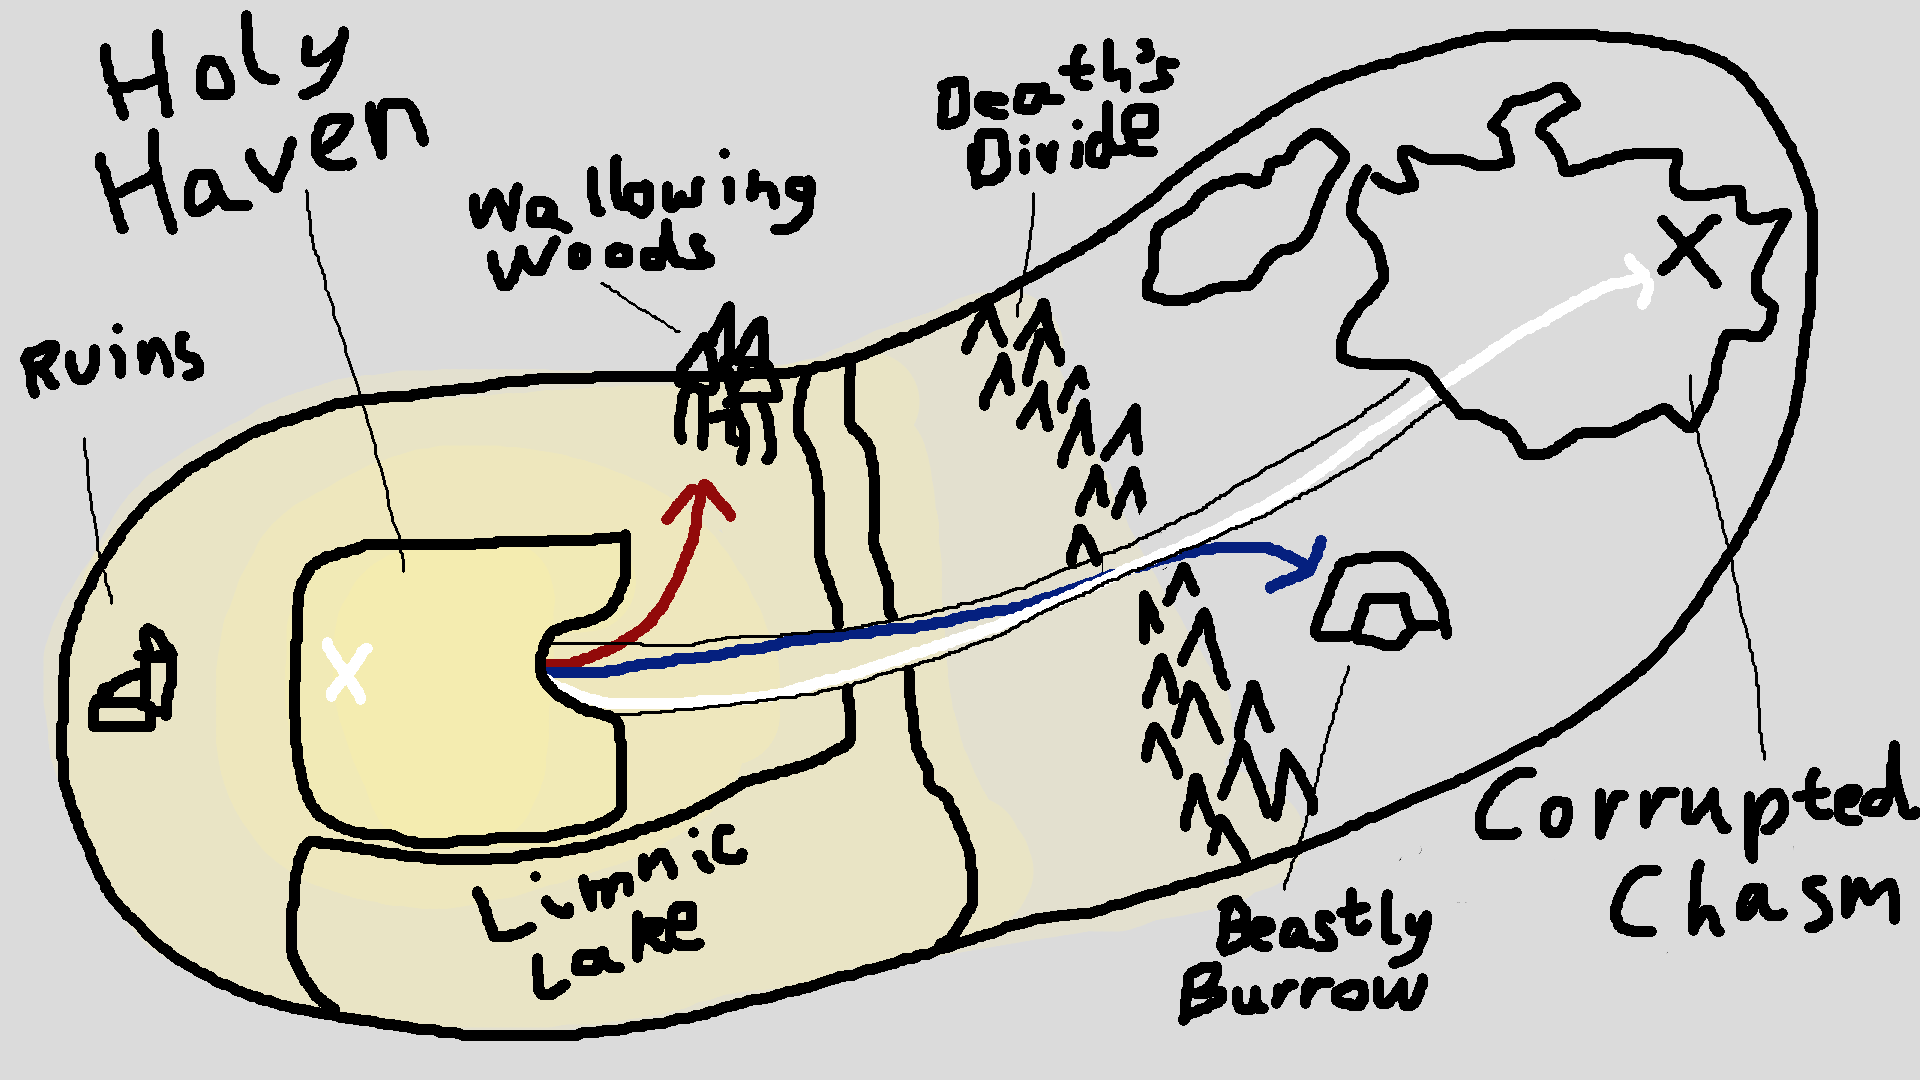 Holy
Haven
Wallowing
Woods
Death's
Divide
Ruins
Limnic
Lake
Beastly
Burrow
Corrupted
Chasm